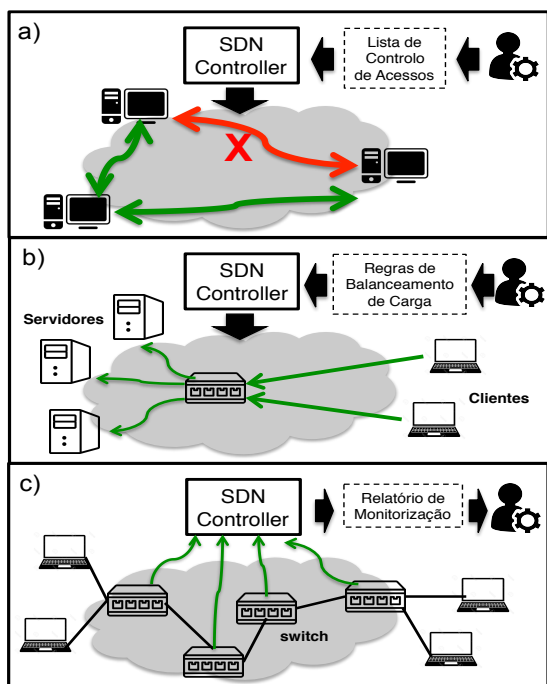 a)
SDN
Controller
Lista de
Controlo
de Acessos
X
b)
SDN
Controller
Regras de
Balanceamento
de Carga
Servidores
Clientes
c)
SDN
Controller
Relatório de
Monitorização
switch